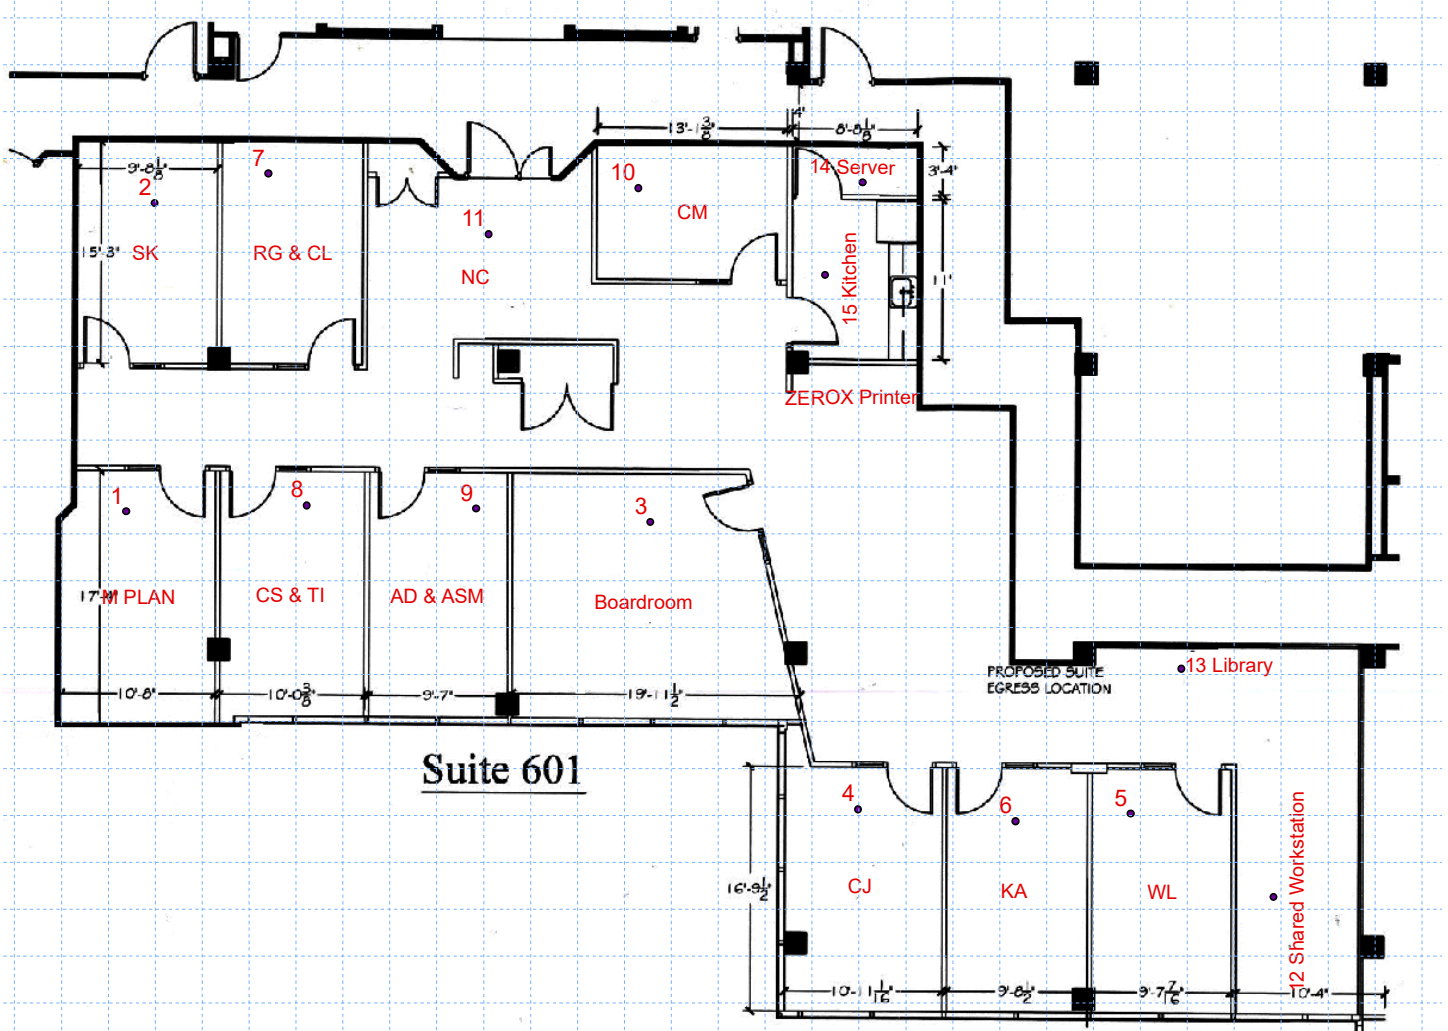 4'
13'-1 3/8"
8'-8 1/8"
9'-8 1/8"
7
2
10
14 Server
3'-4"
11
CM
15'-3"
SK
RG & CL
NC
15 Kitchen
11'
ZEROX Printer
1
8
9
3
17'-4"
M PLAN
CS & TI
AD & ASM
Boardroom
PROPOSED SUITE
EGRESS LOCATION
13 Library
10'-8"
10'-0 3/8"
9'-7"
19'-11 1/2"
Suite 601
4
6
5
16'-9 1/2"
CJ
KA
WL
12 Shared Workstation
10'-11 1/16"
9'-8 1/2"
9'-7 7/16"
10'-4"